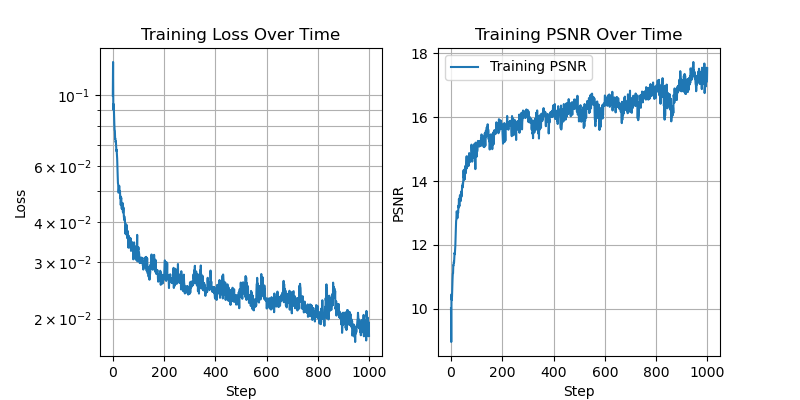 Training Loss Over Time
Loss
10⁻¹
6 × 10⁻²
4 × 10⁻²
3 × 10⁻²
2 × 10⁻²
0 200 400 600 800 1000
Step
Training PSNR Over Time
Training PSNR
PSNR
18
16
14
12
10
0 200 400 600 800 1000
Step